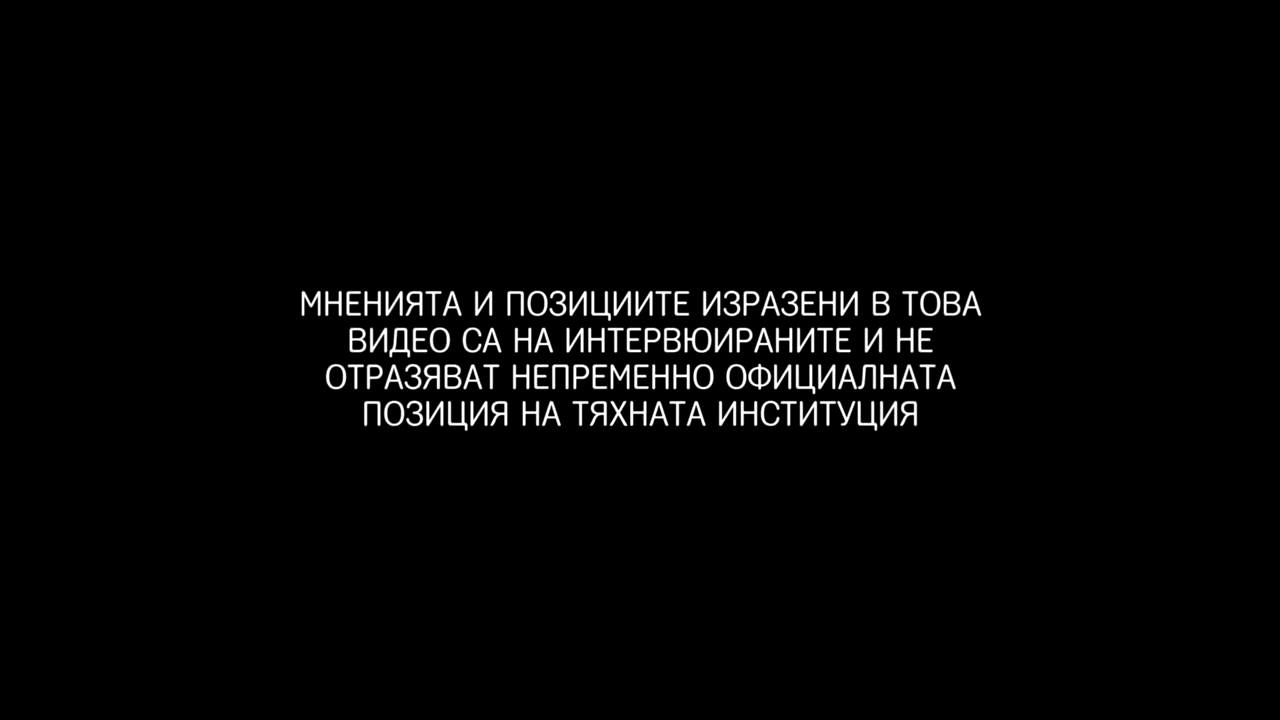 МНЕНИЯТА И ПОЗИЦИИТЕ ИЗРАЗЕНИ В ТОВА
ВИДЕО СА НА ИНТЕРВЮИРАНИТЕ И НЕ
ОТРАЗЯВАТ НЕПРЕМЕННО ОФИЦИАЛНАТА
ПОЗИЦИЯ НА ТЯХНАТА ИНСТИТУЦИЯ